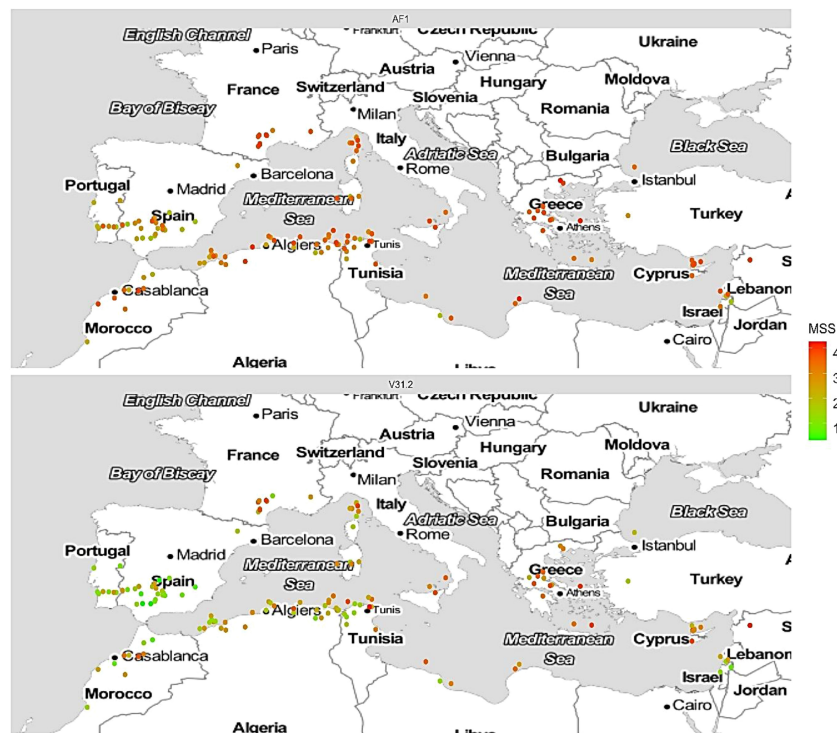 AF1
English Channel
Frankfurt
Czech Republic
Ukraine
Paris
Vienna
Moldova
Austria
France
Switzerland
Hungary
Slovenia
Bay of Biscay
Milan
Romania
Italy
Adriatic Sea
Bulgaria
Black Sea
Barcelona
Rome
Istanbul
Portugal
Madrid
Mediterranean
Sea
Greece
Turkey
Spain
Athens
Algiers
Tunis
Tunisia
Mediterranean
Sea
Cyprus
S
Lebanon
Casablanca
Israel
Morocco
Jordan
Cairo
Algeria
MSS
4
3
2
1
V31.2
English Channel
Frankfurt
Czech Republic
Ukraine
Paris
Vienna
Moldova
Austria
France
Switzerland
Hungary
Slovenia
Bay of Biscay
Milan
Romania
Italy
Adriatic Sea
Bulgaria
Black Sea
Barcelona
Rome
Istanbul
Portugal
Madrid
Mediterranean
Sea
Greece
Turkey
Spain
Athens
Algiers
Tunis
Tunisia
Mediterranean
Sea
Cyprus
S
Lebanon
Casablanca
Israel
Morocco
Jordan
Cairo
Algeria